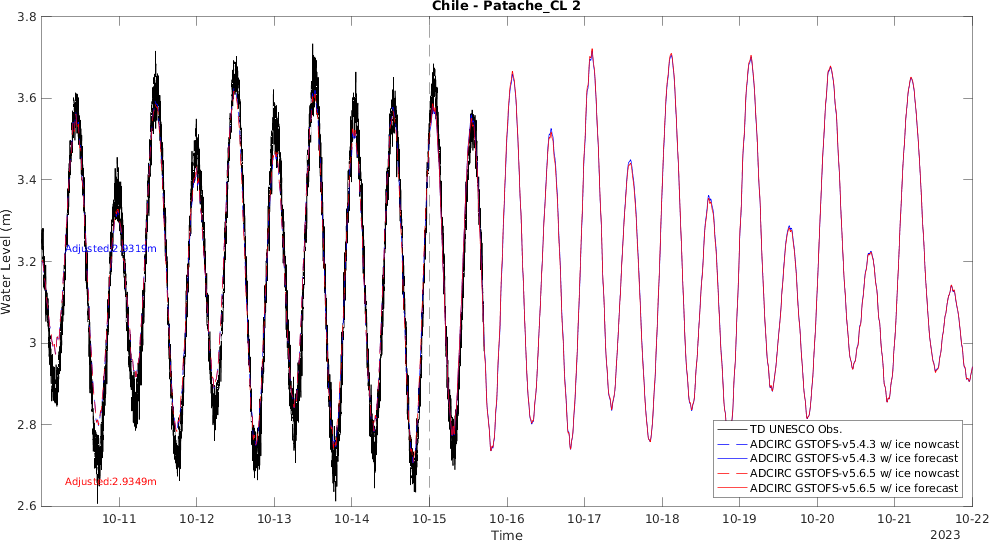 Chile - Patache_CL 2
3.8
3.6
3.4
3.2
3
2.8
2.6
Water Level (m)
Adjusted:2.9319m
Adjusted:2.9349m
TD UNESCO Obs.
ADCIRC GSTOFS-v5.4.3 w/ ice nowcast
ADCIRC GSTOFS-v5.4.3 w/ ice forecast
ADCIRC GSTOFS-v5.6.5 w/ ice nowcast
ADCIRC GSTOFS-v5.6.5 w/ ice forecast
10-11 10-12 10-13 10-14 10-15 10-16 10-17 10-18 10-19 10-20 10-21 10-22
Time
2023